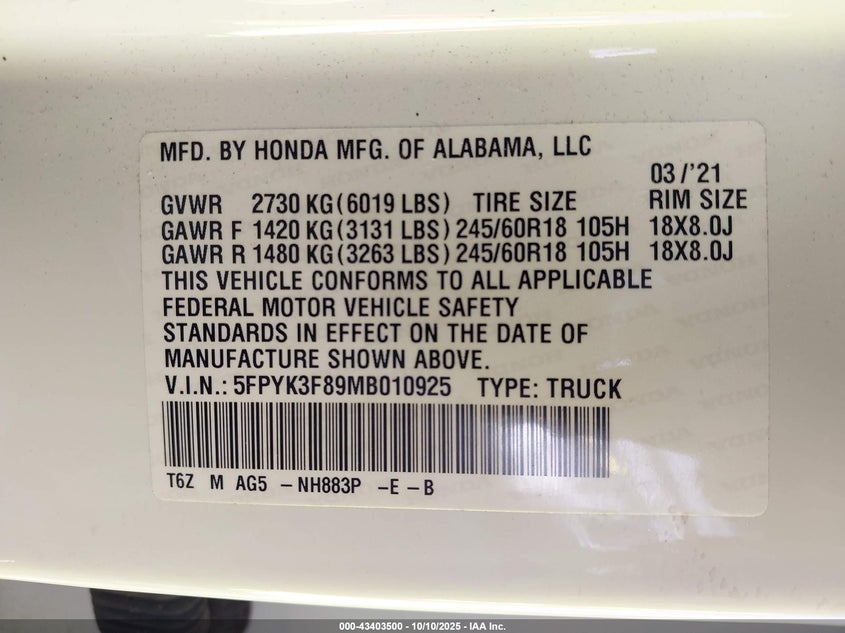 MFD. BY HONDA MFG. OF ALABAMA, LLC
03/'21
GVWR 2730 KG(6019 LBS) TIRE SIZE RIM SIZE
GAWR F 1420 KG(3131 LBS) 245/60R18 105H 18X8.0J
GAWR R 1480 KG(3263 LBS) 245/60R18 105H 18X8.0J
THIS VEHICLE CONFORMS TO ALL APPLICABLE
FEDERAL MOTOR VEHICLE SAFETY
STANDARDS IN EFFECT ON THE DATE OF
MANUFACTURE SHOWN ABOVE.
V.I.N.: 5FPYK3F89MB010925 TYPE: TRUCK
T6Z M AG5 -NH883P -E -B
000-43403500 - 10/10/2025 - IAA Inc.